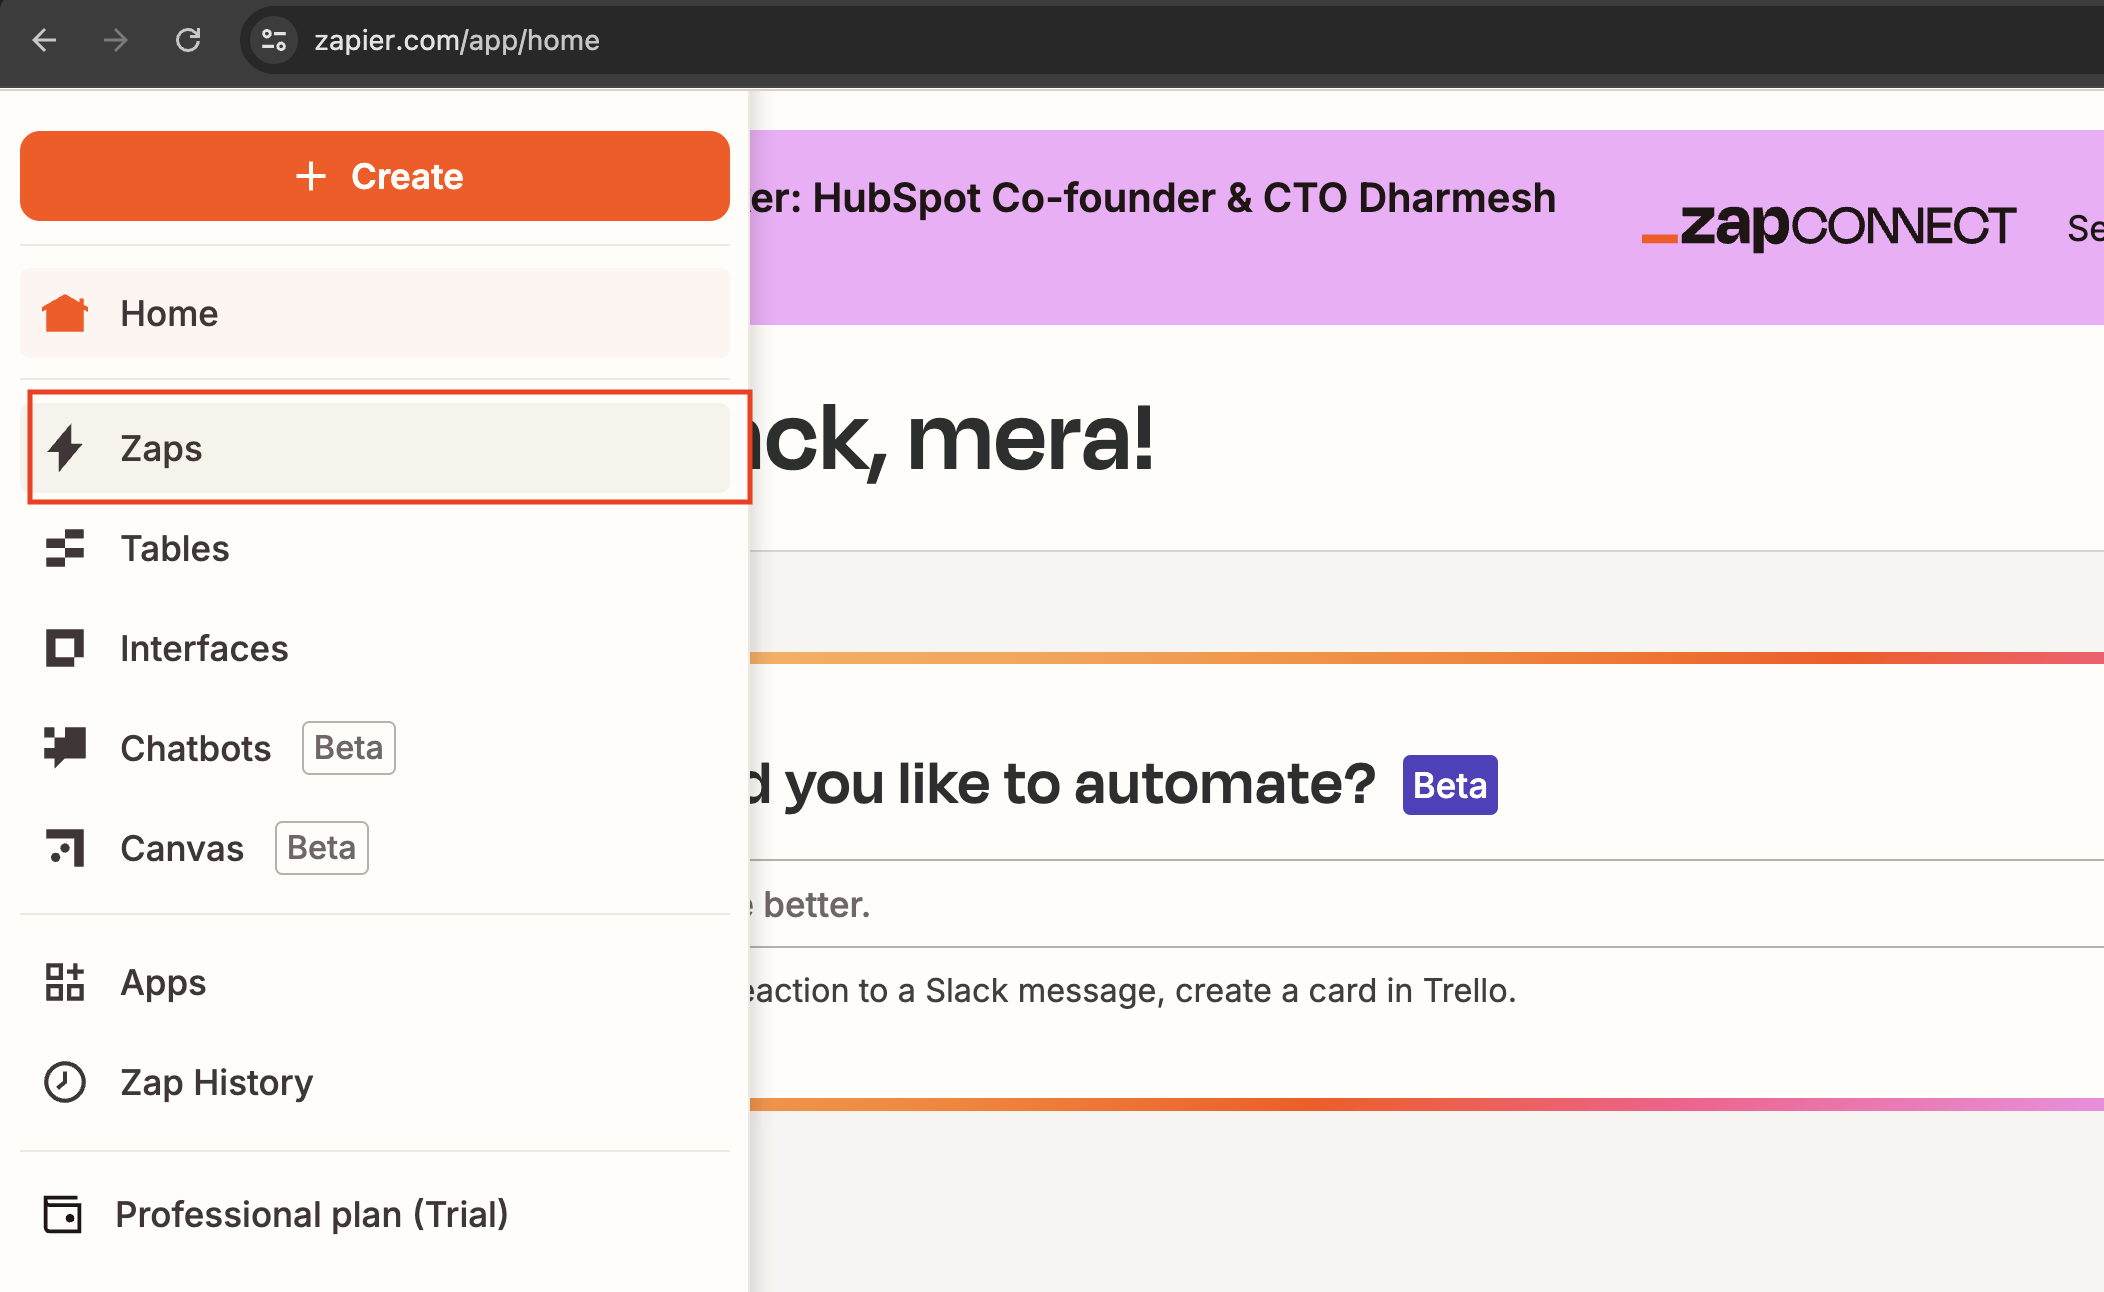 zapier.com/app/home
+ Create
Home
Zaps
Tables
Interfaces
Chatbots Beta
Canvas Beta
Apps
Zap History
Professional plan (Trial)
er: HubSpot Co-founder & CTO Dharmesh
_zapCONNECT
Se
ack, mera!
d you like to automate? Beta
better.
eaction to a Slack message, create a card in Trello.